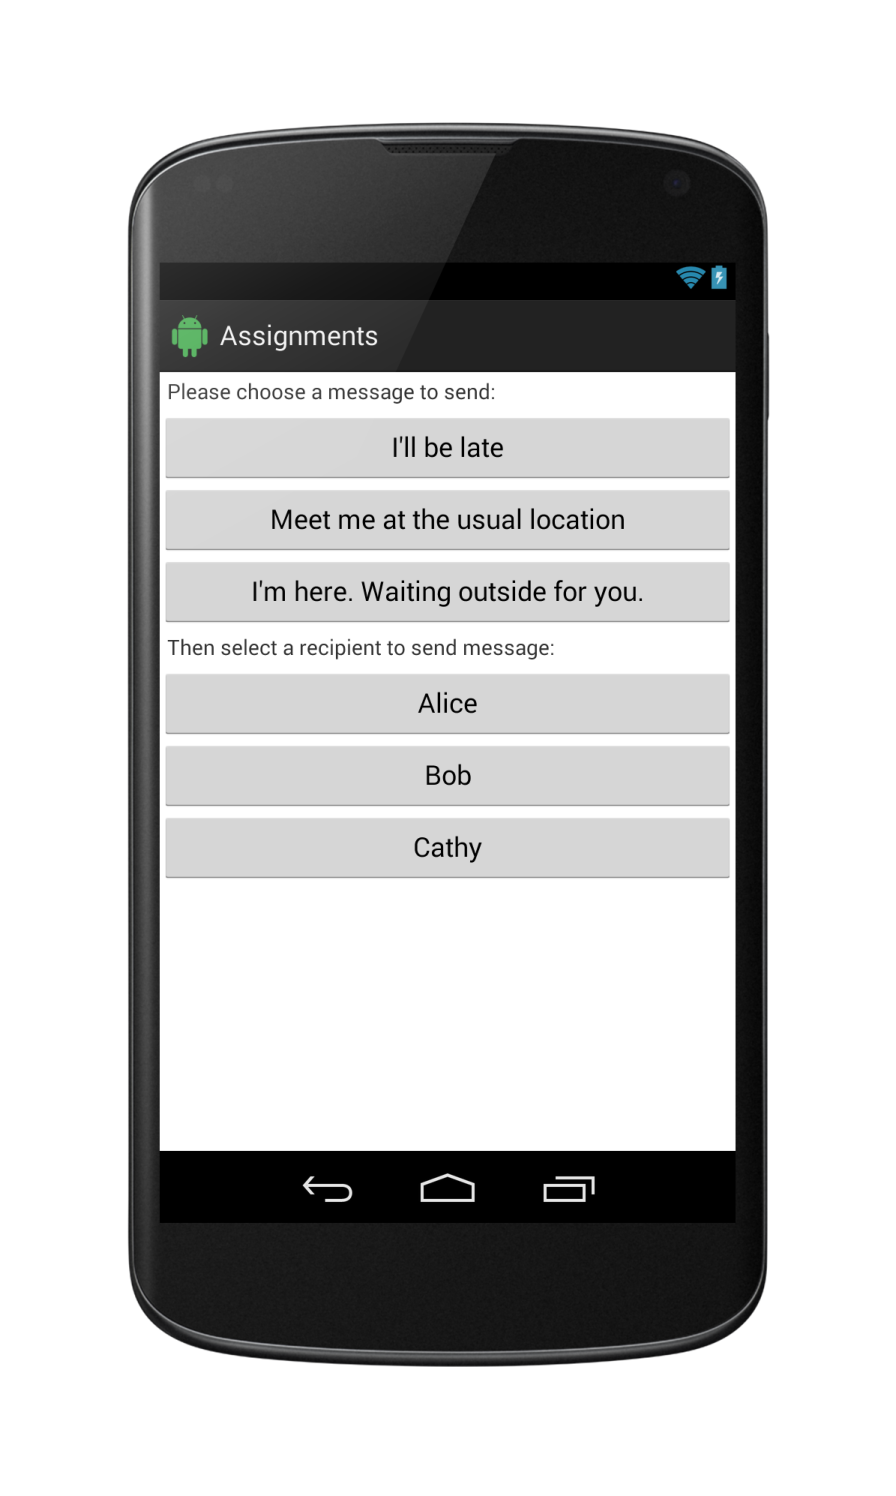 Assignments
Please choose a message to send:
I'll be late
Meet me at the usual location
I'm here. Waiting outside for you.
Then select a recipient to send message:
Alice
Bob
Cathy